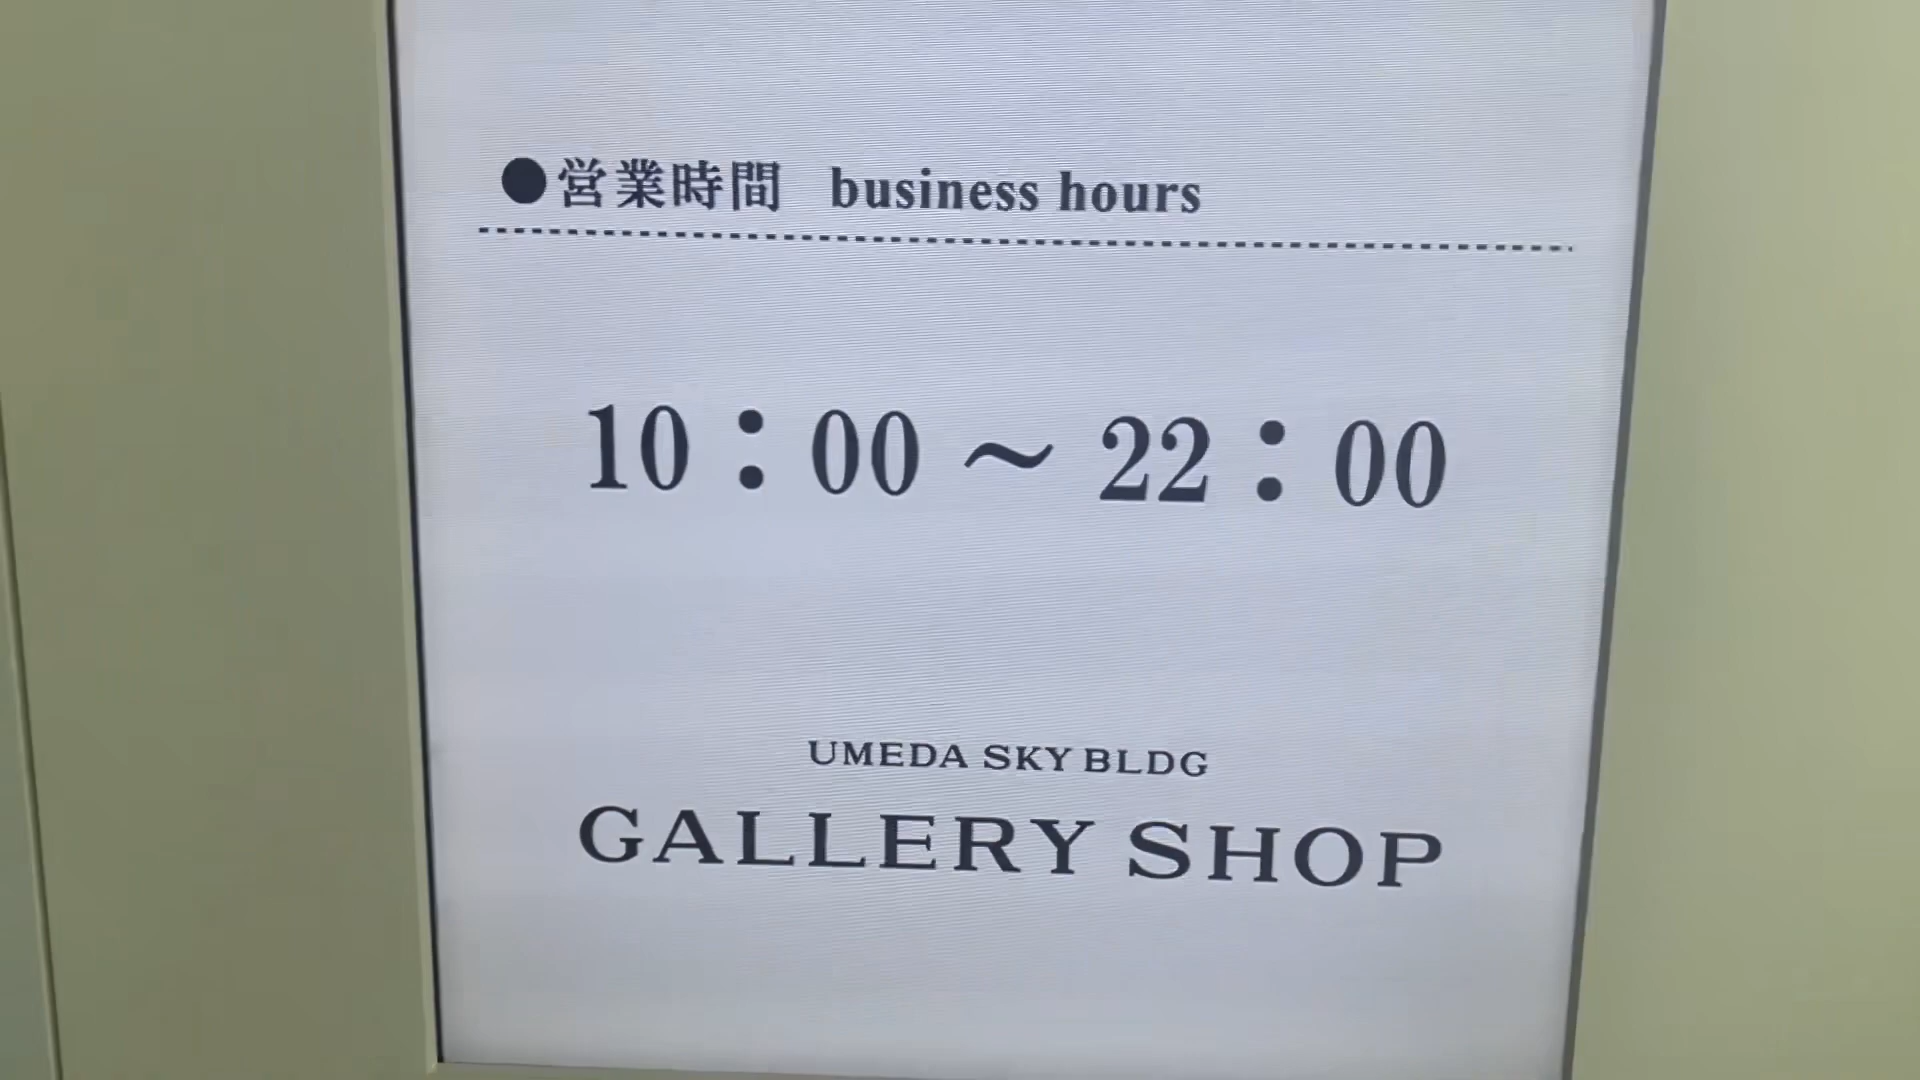 ●営業時間 business hours
10:00～22:00
UMEDA SKY BLDG
GALLERY SHOP